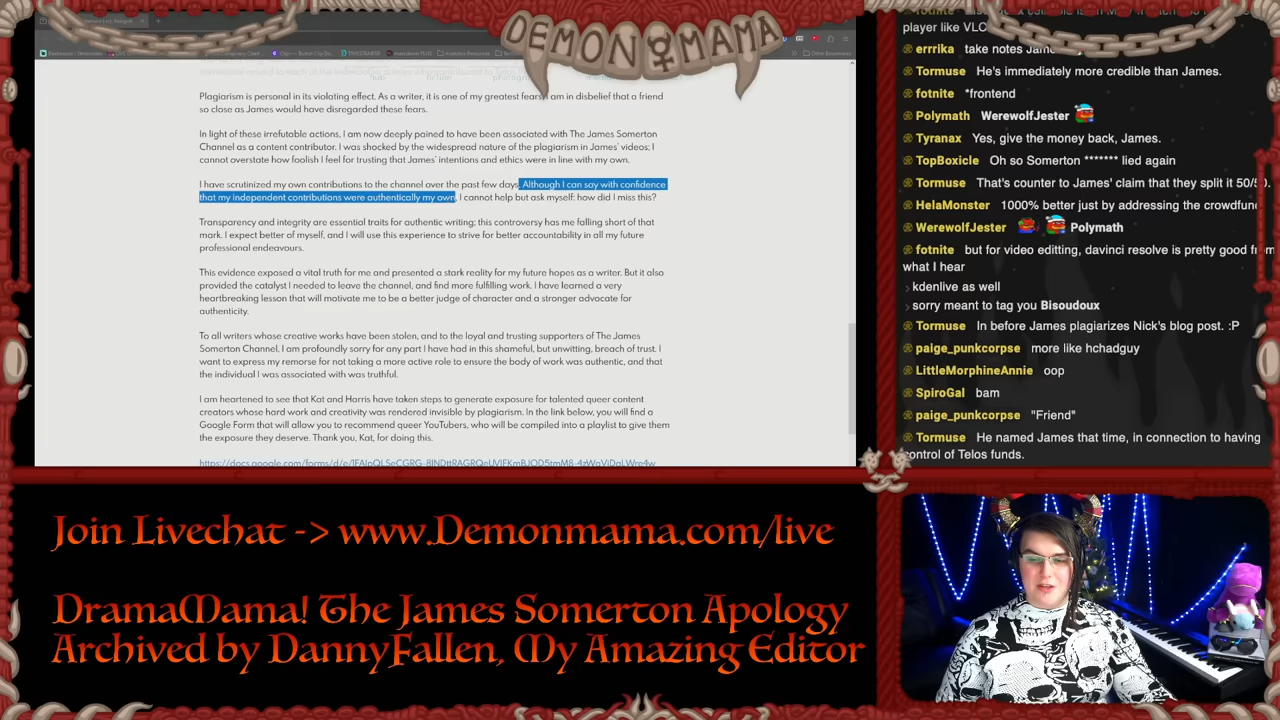 DEMON MAMA
Other Bookmarks
Plagiarism is personal in its violating effect. As a writer, it is one of my greatest fears. I am in disbelief that a friend
so close as James would have disregarded these fears.
In light of these irrefutable actions, I am now deeply pained to have been associated with The James Somerton
Channel as a content contributor. I was shocked by the widespread nature of the plagiarism in James' videos; I
cannot overstate how foolish I feel for trusting that James' intentions and ethics were in line with my own.
I have scrutinized my own contributions to the channel over the past few days. Although I can say with confidence
that my independent contributions were authentically my own, I cannot help but ask myself: how did I miss this?
Transparency and integrity are essential traits for authentic writing; this controversy has me falling short of that
mark. I expect better of myself, and I will use this experience to strive for better accountability in all my future
professional endeavours.
This evidence exposed a vital truth for me and presented a stark reality for my future hopes as a writer. But it also
provided the catalyst I needed to leave the channel, and find more fulfilling work. I have learned a very
heartbreaking lesson that will motivate me to be a better judge of character and a stronger advocate for
authenticity.
To all writers whose creative works have been stolen, and to the loyal and trusting supporters of The James
Somerton Channel, I am profoundly sorry for any part I have had in this shameful, but unwitting, breach of trust. I
want to express my remorse for not taking a more active role to ensure the body of work was authentic, and that
the individual I was associated with was truthful.
I am heartened to see that Kat and Harris have taken steps to generate exposure for talented queer content
creators whose hard work and creativity was rendered invisible by plagiarism. In the link below, you will find a
Google Form that will allow you to recommend queer YouTubers, who will be compiled into a playlist to give them
the exposure they deserve. Thank you, Kat, for doing this.
player like VLC
errrika take notes James
Tormuse He's immediately more credible than James.
fotnite *frontend
Polymath WerewolfJester
Tyranax Yes, give the money back, James.
TopBoxicle Oh so Somerton ******* lied again
Tormuse That's counter to James' claim that they split it 50/50.
HelaMonster 1000% better just by addressing the crowdfun
WerewolfJester Polymath
fotnite but for video editting, davinci resolve is pretty good from
what I hear
› kdenlive as well
› sorry meant to tag you Bisoudoux
Tormuse In before James plagiarizes Nick's blog post. :P
paige_punkcorpse more like hchadguy
LittleMorphineAnnie oop
SpiroGal bam
paige_punkcorpse "Friend"
Tormuse He named James that time, in connection to having
control of Telos funds.
Join Livechat -> www.Demonmama.com/live
DramaMama! The James Somerton Apology
Archived by DannyFallen, My Amazing Editor